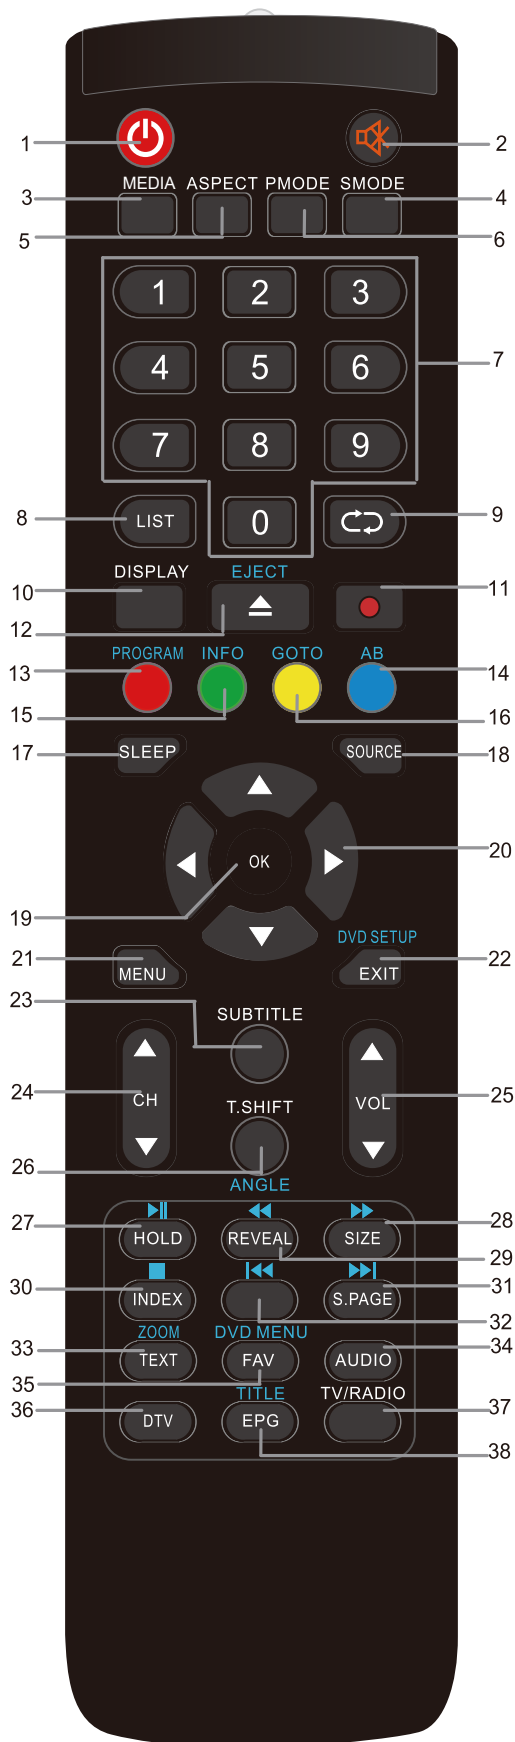 1
2
MEDIA ASPECT PMODE SMODE
3
4
5
6
1 2 3
4 5 6
7
7 8 9
8
LIST 0
9
DISPLAY EJECT
10
11
12
PROGRAM INFO GOTO AB
13
14
15
16
17
SLEEP SOURCE
18
OK
20
19
DVD SETUP
21
MENU EXIT
22
23
SUBTITLE
24
CH VOL
25
T.SHIFT
26
ANGLE
27
HOLD REVEAL SIZE
28
29
30
INDEX S.PAGE
31
32
ZOOM DVD MENU
33
TEXT FAV AUDIO
34
35
TITLE TV/RADIO
36
DTV EPG
37
38